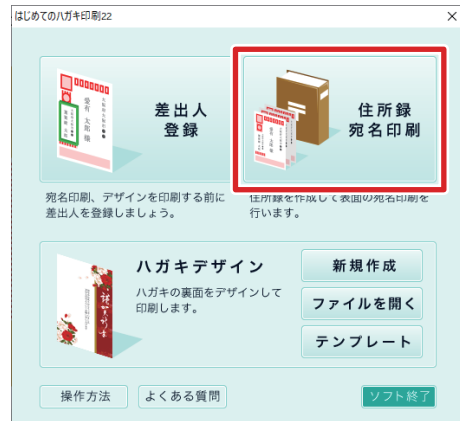 はじめてのハガキ印刷22
差出人
登録
住所録
宛名印刷
宛名印刷、デザインを印刷する前に
差出人を登録しましょう。
住所録を作成して表面の宛名印刷を
行います。
ハガキデザイン
ハガキの裏面をデザインして
印刷します。
新規作成
ファイルを開く
テンプレート
操作方法
よくある質問
ソフト終了